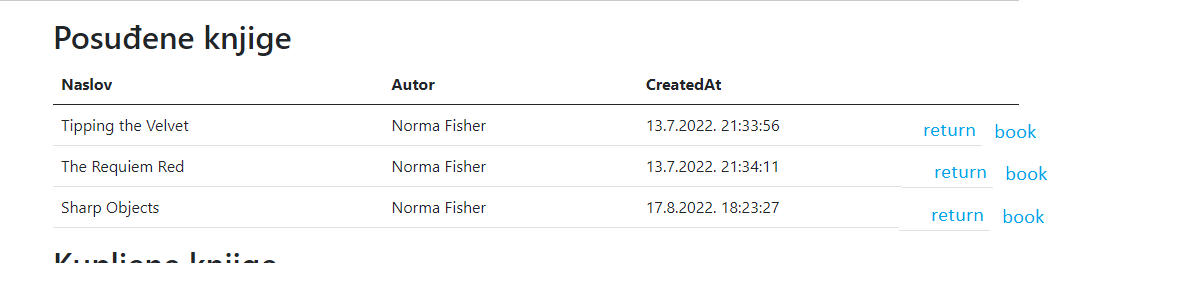 Posuđene knjige
Naslov Autor CreatedAt
Tipping the Velvet Norma Fisher 13.7.2022. 21:33:56 return book
The Requiem Red Norma Fisher 13.7.2022. 21:34:11 return book
Sharp Objects Norma Fisher 17.8.2022. 18:23:27 return book
Kupljene knjige